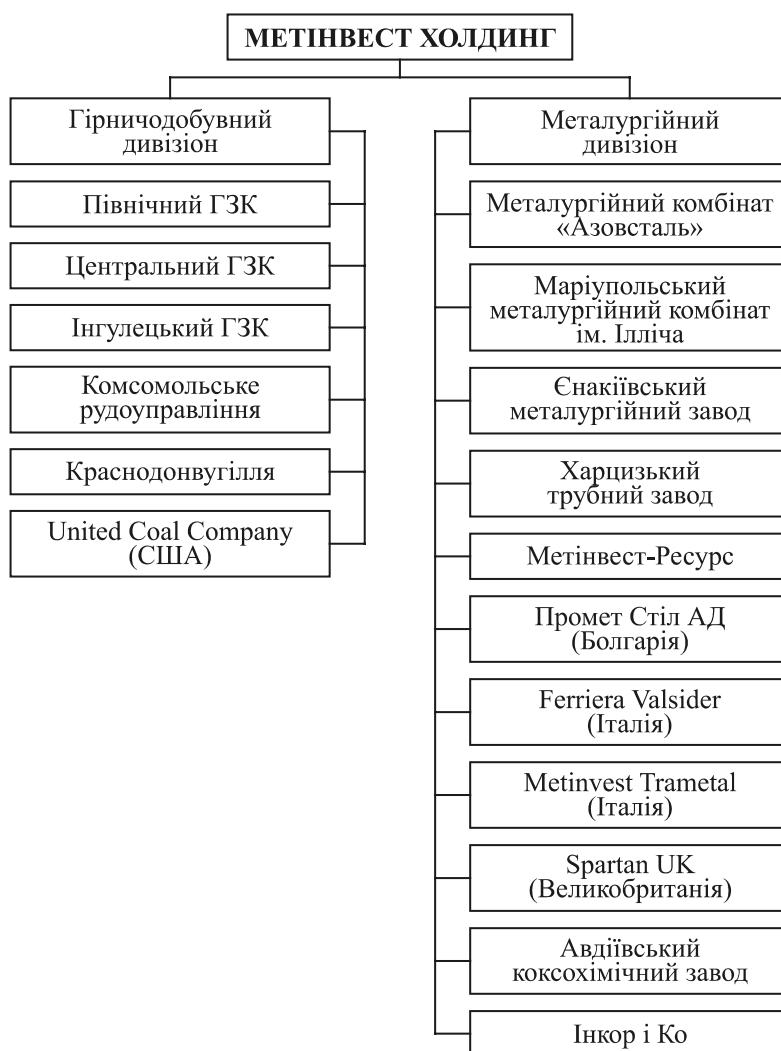 МЕТІНВЕСТ ХОЛДИНГ
Гірничодобувний
дивізіон
Північний ГЗК
Центральний ГЗК
Інгулецький ГЗК
Комсомольське
рудоуправління
Краснодонвугілля
United Coal Company
(США)
Металургійний
дивізіон
Металургійний комбінат
«Азовсталь»
Маріупольський
металургійний комбінат
ім. Ілліча
Єнакіївський
металургійний завод
Харцизький
трубний завод
Метінвест-Ресурс
Промет Стіл АД
(Болгарія)
Ferriera Valsider
(Італія)
Metinvest Trametal
(Італія)
Spartan UK
(Великобританія)
Авдіївський
коксохімічний завод
Інкор і Ко